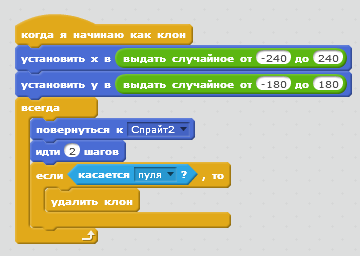 когда я начинаю как клон
установить x в выдать случайное от -240 до 240
установить y в выдать случайное от -180 до 180
всегда
повернуться к Спрайт2
идти 2 шагов
если касается пуля ? , то
удалить клон